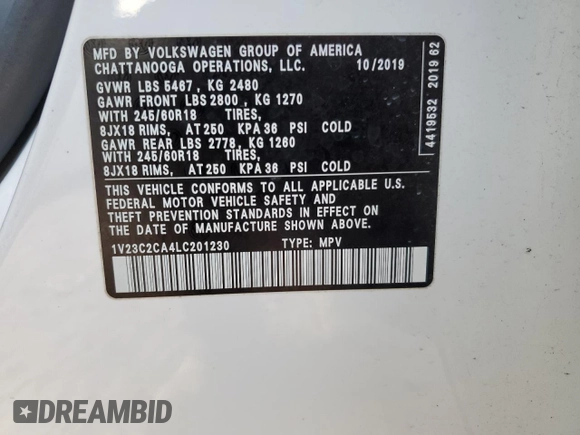 MFD BY VOLKSWAGEN GROUP OF AMERICA
CHATTANOOGA OPERATIONS, LLC. 10/2019
GVWR LBS 5467, KG 2480
GAWR FRONT LBS 2800, KG 1270
WITH 245/60R18 TIRES,
8JX18 RIMS, AT 250 KPA 36 PSI COLD
GAWR REAR LBS 2778, KG 1260
WITH 245/60R18 TIRES,
8JX18 RIMS, AT 250 KPA 36 PSI COLD
THIS VEHICLE CONFORMS TO ALL APPLICABLE U.S.
FEDERAL MOTOR VEHICLE SAFETY AND
THEFT PREVENTION STANDARDS IN EFFECT ON
THE DATE OF MANUFACTURE SHOWN ABOVE.
1V23C2CA4LC201230 TYPE: MPV
4419532 2019 62
DREAMBID